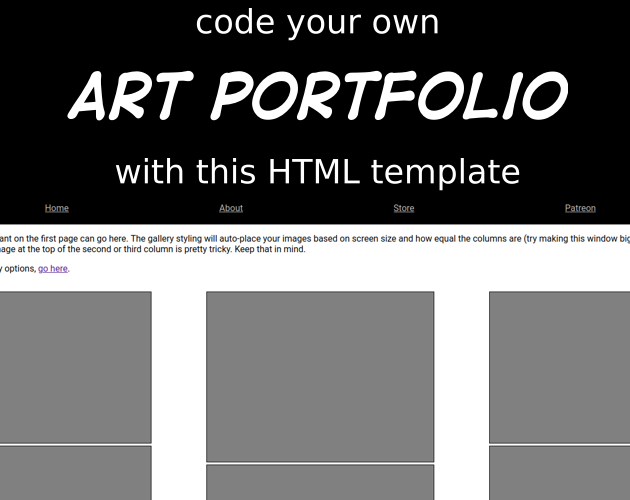 code your own
ART PORTFOLIO
with this HTML template
Home About Store Patreon
ant on the first page can go here. The gallery styling will auto-place your images based on screen size and how equal the columns are (try making this window big
age at the top of the second or third column is pretty tricky. Keep that in mind.
y options, go here.